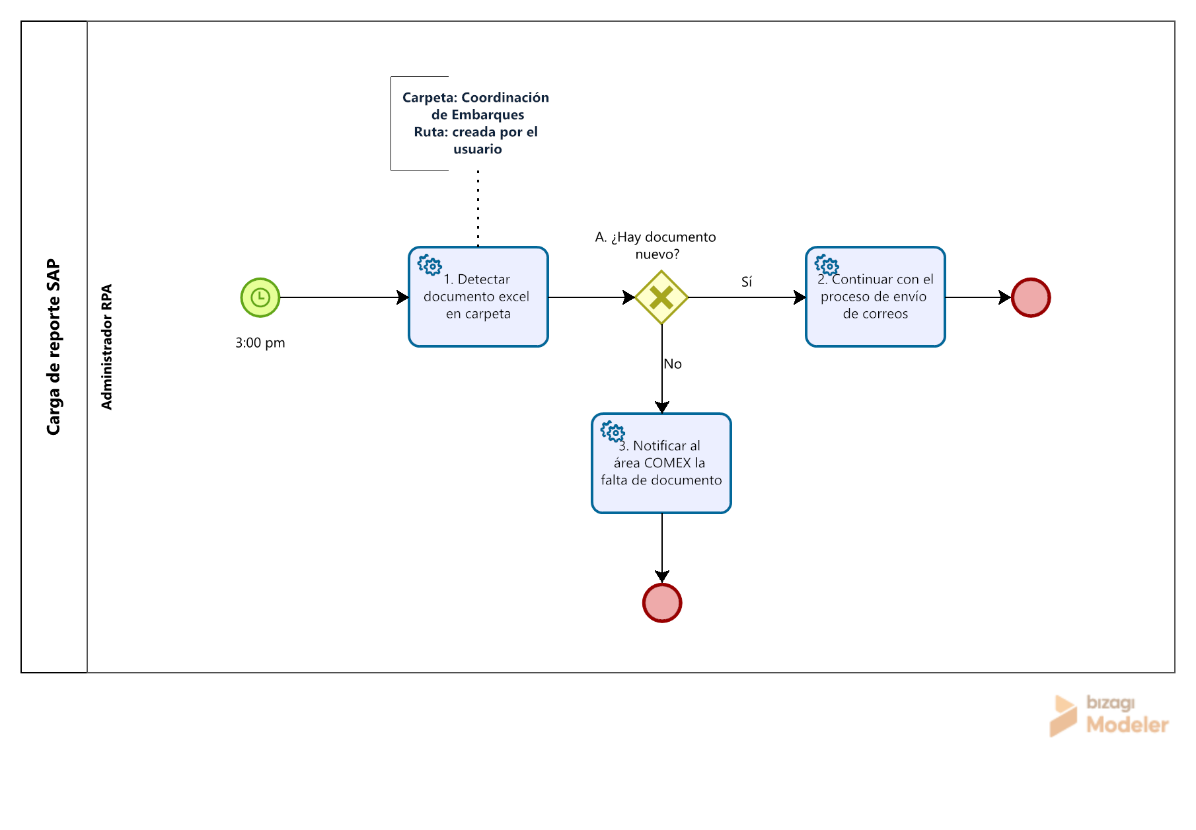 Carga de reporte SAP
Administrador RPA
Carpeta: Coordinación
de Embarques
Ruta: creada por el
usuario
3:00 pm
1. Detectar
documento excel
en carpeta
A. ¿Hay documento
nuevo?
Sí
No
2. Continuar con el
proceso de envío
de correos
3. Notificar al
área COMEX la
falta de documento
bizagi
Modeler